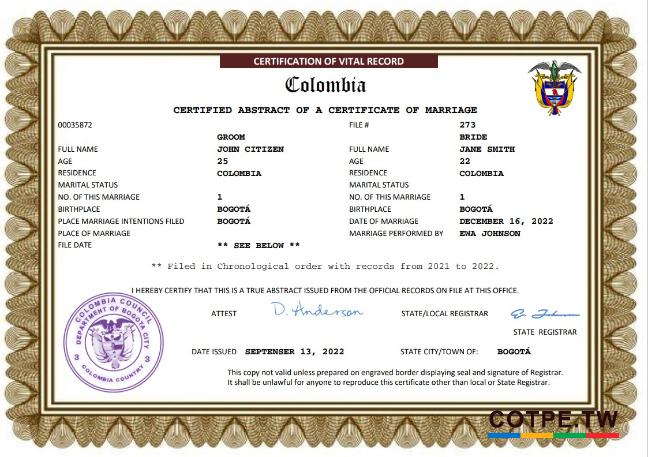 CERTIFICATION OF VITAL RECORD
Colombia
CERTIFIED ABSTRACT OF A CERTIFICATE OF MARRIAGE
00035872 FILE # 273
GROOM BRIDE
FULL NAME JOHN CITIZEN FULL NAME JANE SMITH
AGE 25 AGE 22
RESIDENCE COLOMBIA RESIDENCE COLOMBIA
MARITAL STATUS MARITAL STATUS
NO. OF THIS MARRIAGE 1 NO. OF THIS MARRIAGE 1
BIRTHPLACE BOGOTÁ BIRTHPLACE BOGOTÁ
PLACE MARRIAGE INTENTIONS FILED BOGOTÁ DATE OF MARRIAGE DECEMBER 16, 2022
PLACE OF MARRIAGE MARRIAGE PERFORMED BY EWA JOHNSON
FILE DATE ** SEE BELOW **
** Filed in Chronological order with records from 2021 to 2022.
I HEREBY CERTIFY THAT THIS IS A TRUE ABSTRACT ISSUED FROM THE OFFICIAL RECORDS ON FILE AT THIS OFFICE.
ATTEST D. Anderson STATE/LOCAL REGISTRAR
STATE REGISTRAR
DATE ISSUED SEPTENSER 13, 2022 STATE CITY/TOWN OF: BOGOTÁ
This copy not valid unless prepared on engraved border displaying seal and signature of Registrar.
It shall be unlawful for anyone to reproduce this certificate other than local or State Registrar.
COLOMBIA COUNCIL
DEPARTMENT OF BOGOTA CITY
3 3
COLOMBIA COUNTRY
COTPE.TW